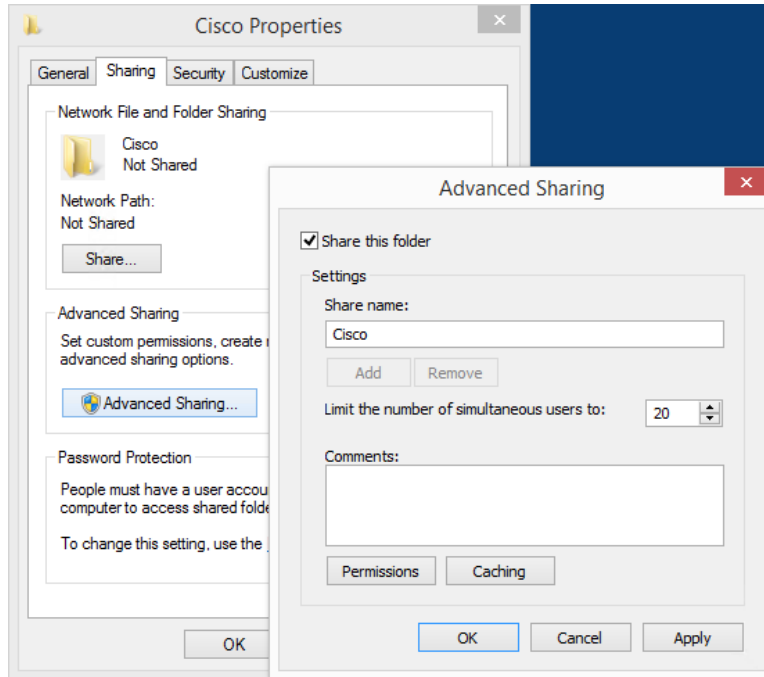 Cisco Properties
General Sharing Security Customize
Network File and Folder Sharing
Cisco
Not Shared
Network Path:
Not Shared
Share...
Advanced Sharing
Set custom permissions, create
advanced sharing options.
Advanced Sharing...
Password Protection
People must have a user
computer to access shared
To change this setting, use the
OK
Advanced Sharing
Share this folder
Settings
Share name:
Cisco
Add Remove
Limit the number of simultaneous users to: 20
Comments:
Permissions Caching
OK Cancel Apply